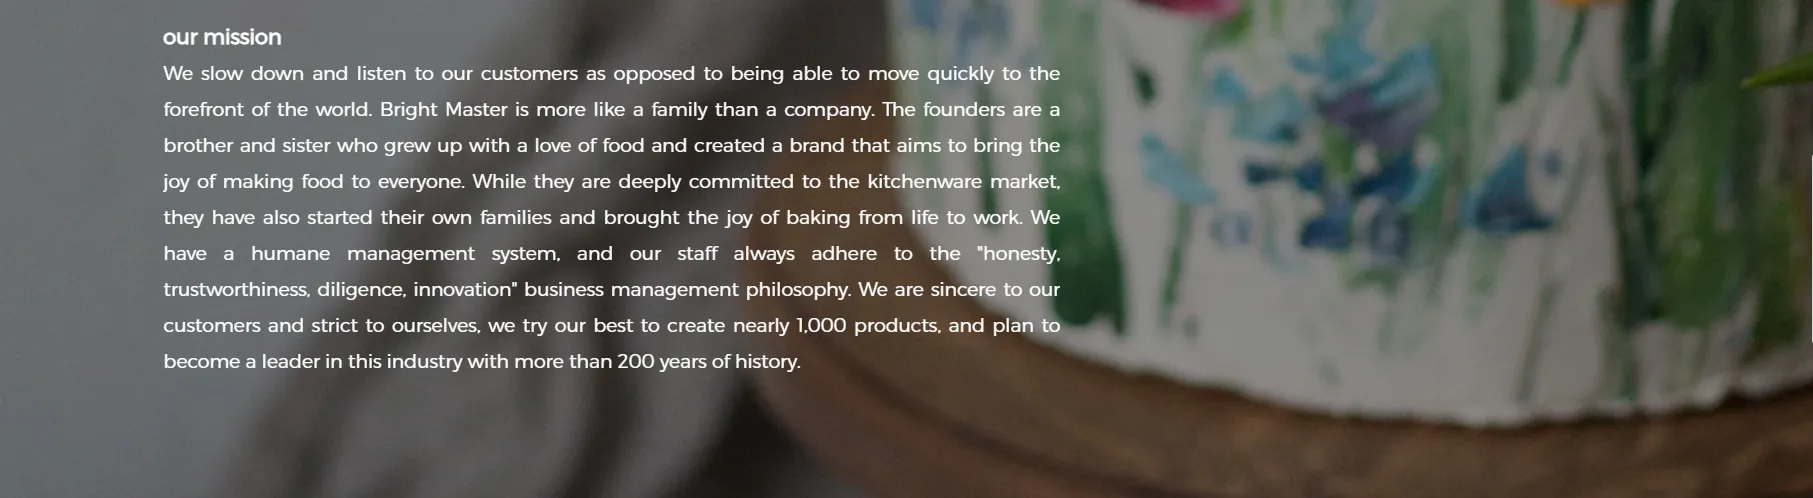 our mission
We slow down and listen to our customers as opposed to being able to move quickly to the
forefront of the world. Bright Master is more like a family than a company. The founders are a
brother and sister who grew up with a love of food and created a brand that aims to bring the
joy of making food to everyone. While they are deeply committed to the kitchenware market,
they have also started their own families and brought the joy of baking from life to work. We
have a humane management system, and our staff always adhere to the "honesty,
trustworthiness, diligence, innovation" business management philosophy. We are sincere to our
customers and strict to ourselves, we try our best to create nearly 1,000 products, and plan to
become a leader in this industry with more than 200 years of history.